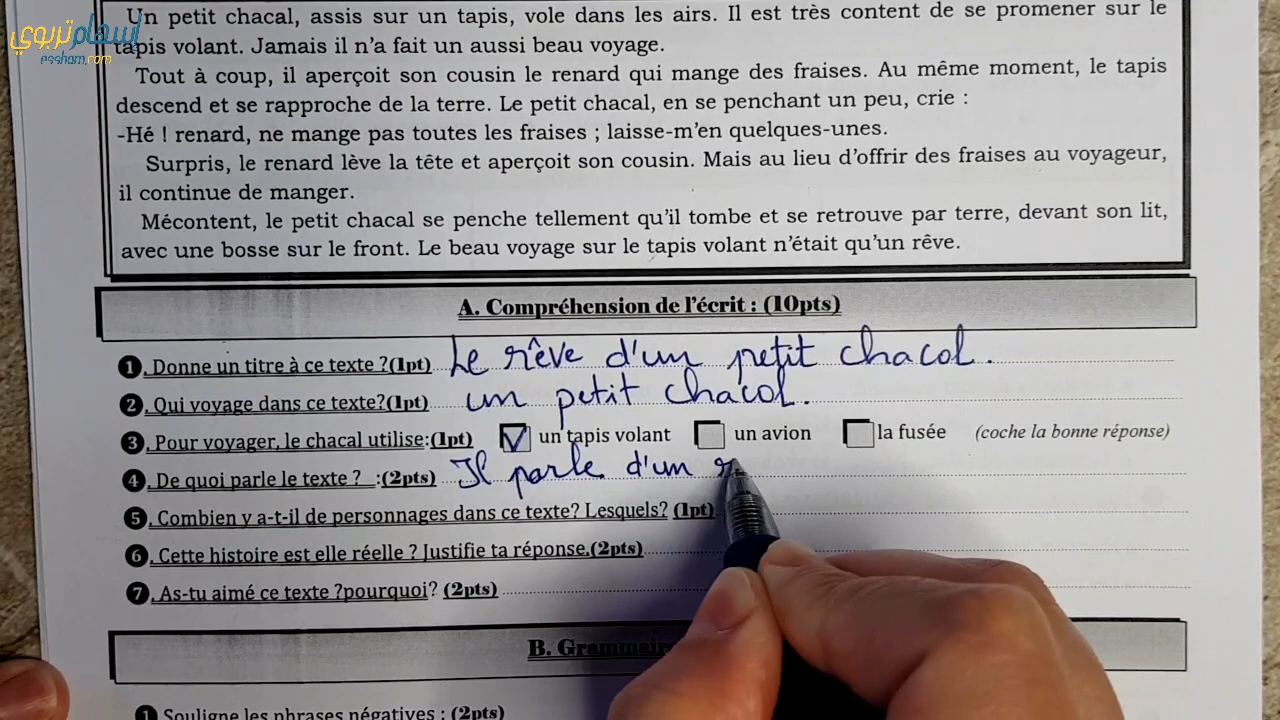 اسهام تربوي
essham.com
Un petit chacal, assis sur un tapis, vole dans les airs. Il est très content de se promener sur le
tapis volant. Jamais il n'a fait un aussi beau voyage.
Tout à coup, il aperçoit son cousin le renard qui mange des fraises. Au même moment, le tapis
descend et se rapproche de la terre. Le petit chacal, en se penchant un peu, crie :
-Hé ! renard, ne mange pas toutes les fraises ; laisse-m'en quelques-unes.
Surpris, le renard lève la tête et aperçoit son cousin. Mais au lieu d'offrir des fraises au voyageur,
il continue de manger.
Mécontent, le petit chacal se penche tellement qu'il tombe et se retrouve par terre, devant son lit,
avec une bosse sur le front. Le beau voyage sur le tapis volant n'était qu'un rêve.
A. Compréhension de l'écrit : (10pts)
1. Donne un titre à ce texte ?(1pt) Le rêve d'un petit chacal.
2. Qui voyage dans ce texte?(1pt) un petit chacal.
3. Pour voyager, le chacal utilise:(1pt) un tapis volant un avion la fusée (coche la bonne réponse)
4. De quoi parle le texte ? :(2pts) Il parle d'un r
5. Combien y a-t-il de personnages dans ce texte? Lesquels? (1pt)
6. Cette histoire est elle réelle ? Justifie ta réponse.(2pts)
7. As-tu aimé ce texte ?pourquoi? (2pts)
B. Grammaire
1 Souligne les phrases négatives : (2pts)